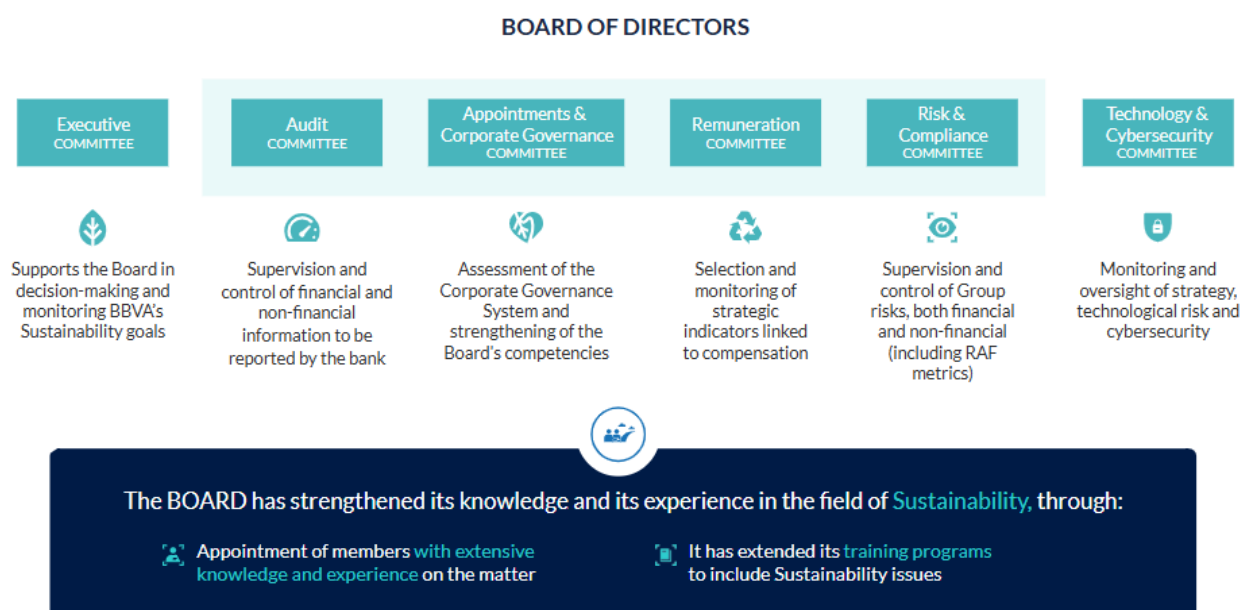 BOARD OF DIRECTORS
Executive
COMMITTEE
Audit
COMMITTEE
Appointments &
Corporate Governance
COMMITTEE
Remuneration
COMMITTEE
Risk &
Compliance
COMMITTEE
Technology &
Cybersecurity
COMMITTEE
Supports the Board in
decision-making and
monitoring BBVA's
Sustainability goals
Supervision and
control of financial and
non-financial
information to be
reported by the bank
Assessment of the
Corporate Governance
System and
strengthening of the
Board's competencies
Selection and
monitoring of
strategic
indicators linked
to compensation
Supervision and
control of Group
risks, both financial
and non-financial
(including RAF
metrics)
Monitoring and
oversight of strategy,
technological risk and
cybersecurity
The BOARD has strengthened its knowledge and its experience in the field of Sustainability, through:
Appointment of members with extensive
knowledge and experience on the matter
It has extended its training programs
to include Sustainability issues